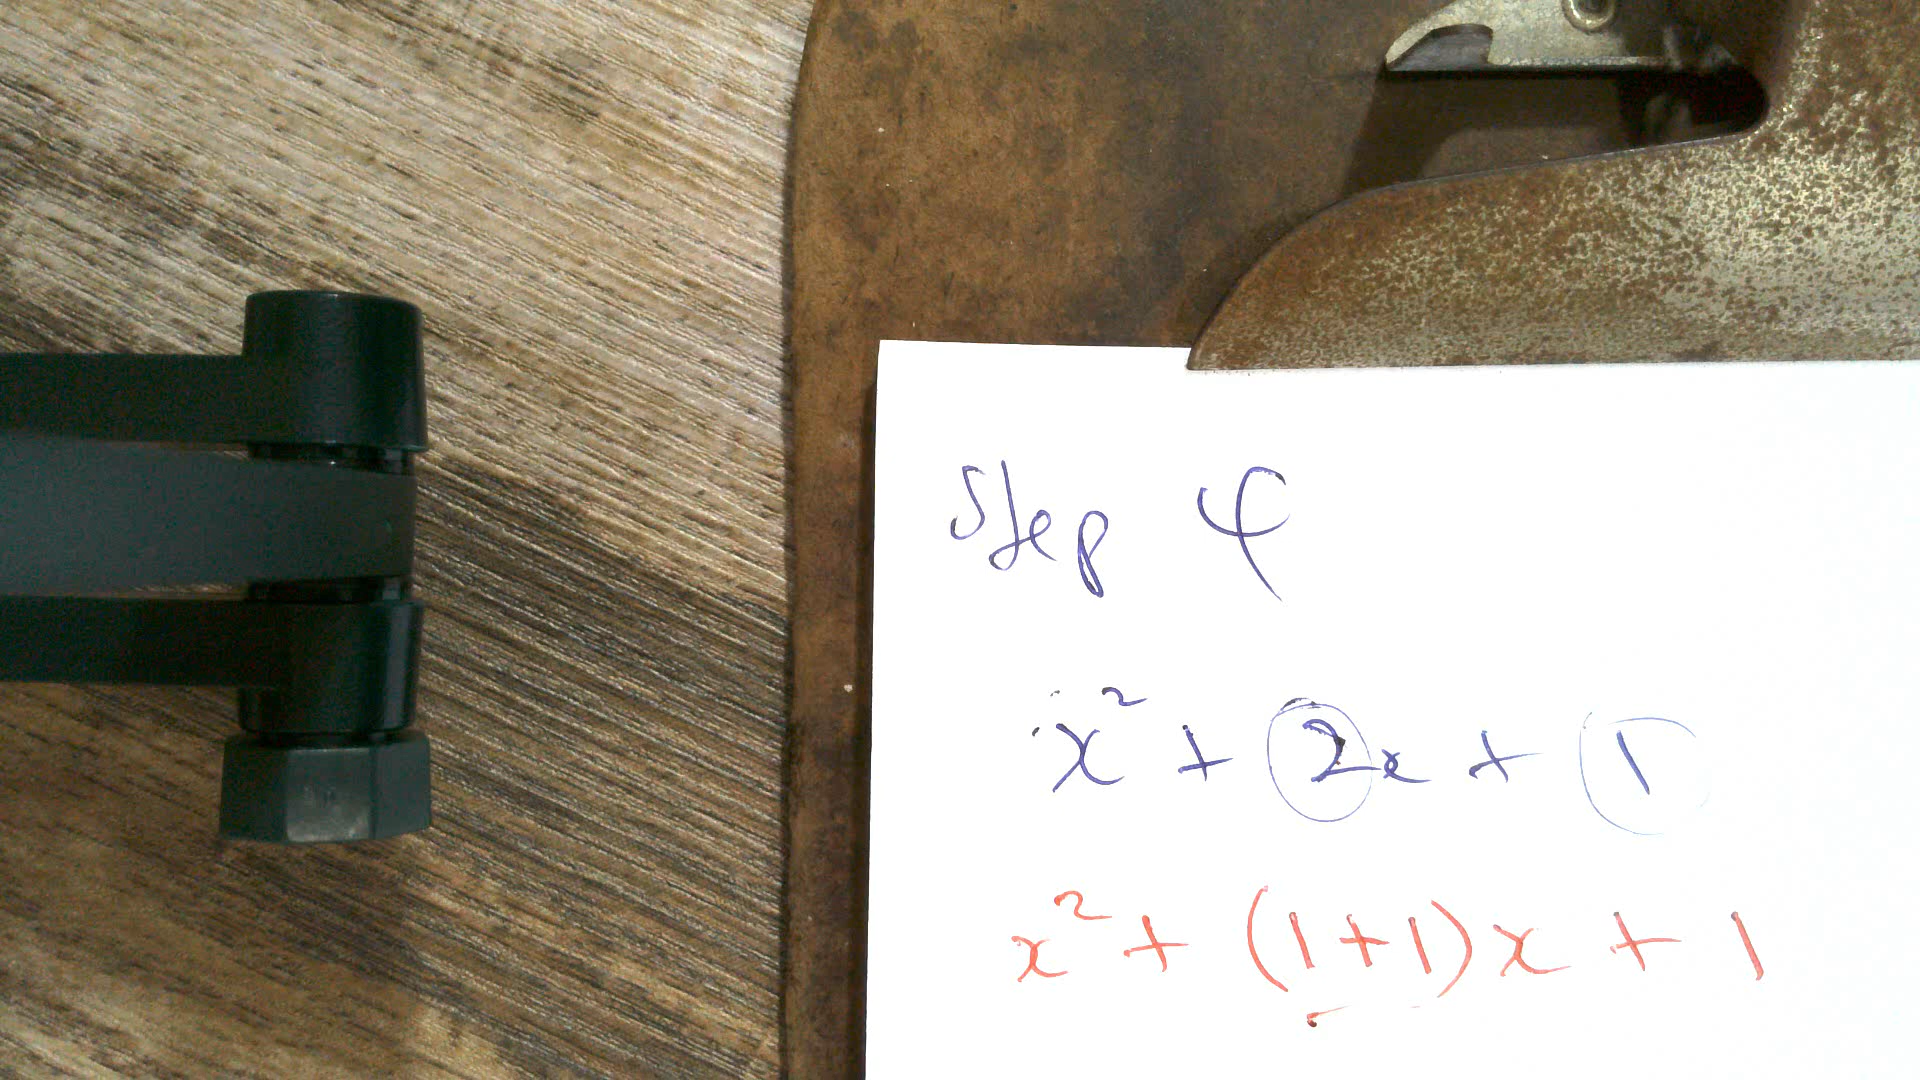 Step 4
x² + 2x + 1
x² + (1+1)x + 1